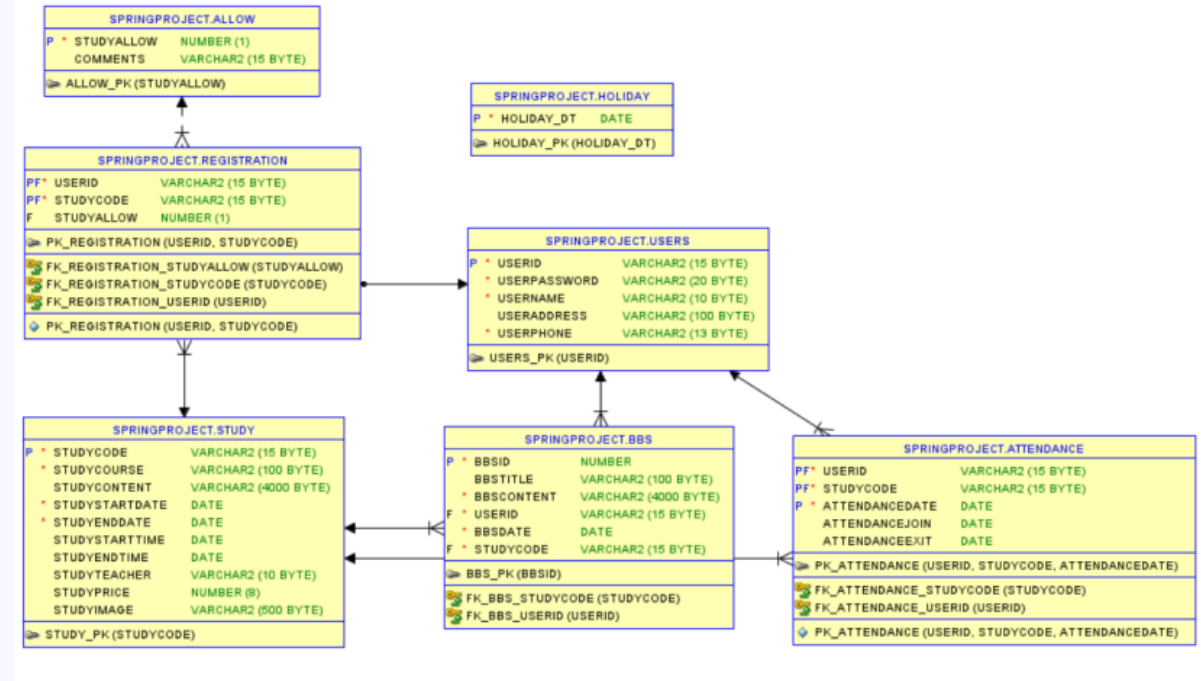 SPRINGPROJECT.ALLOW
P * STUDYALLOW NUMBER (1)
COMMENTS VARCHAR2 (15 BYTE)
ALLOW_PK (STUDYALLOW)
SPRINGPROJECT.HOLIDAY
P * HOLIDAY_DT DATE
HOLIDAY_PK (HOLIDAY_DT)
SPRINGPROJECT.REGISTRATION
PF* USERID VARCHAR2 (15 BYTE)
PF* STUDYCODE VARCHAR2 (15 BYTE)
F STUDYALLOW NUMBER (1)
PK_REGISTRATION (USERID, STUDYCODE)
FK_REGISTRATION_STUDYALLOW (STUDYALLOW)
FK_REGISTRATION_STUDYCODE (STUDYCODE)
FK_REGISTRATION_USERID (USERID)
PK_REGISTRATION (USERID, STUDYCODE)
SPRINGPROJECT.USERS
P * USERID VARCHAR2 (15 BYTE)
* USERPASSWORD VARCHAR2 (20 BYTE)
* USERNAME VARCHAR2 (10 BYTE)
USERADDRESS VARCHAR2 (100 BYTE)
* USERPHONE VARCHAR2 (13 BYTE)
USERS_PK (USERID)
SPRINGPROJECT.STUDY
P * STUDYCODE VARCHAR2 (15 BYTE)
* STUDYCOURSE VARCHAR2 (100 BYTE)
STUDYCONTENT VARCHAR2 (4000 BYTE)
* STUDYSTARTDATE DATE
* STUDYENDDATE DATE
STUDYSTARTTIME DATE
STUDYENDTIME DATE
STUDYTEACHER VARCHAR2 (10 BYTE)
STUDYPRICE NUMBER (8)
STUDYIMAGE VARCHAR2 (500 BYTE)
STUDY_PK (STUDYCODE)
SPRINGPROJECT.BBS
P * BBSID NUMBER
BBSTITLE VARCHAR2 (100 BYTE)
* BBSCONTENT VARCHAR2 (4000 BYTE)
F * USERID VARCHAR2 (15 BYTE)
* BBSDATE DATE
F * STUDYCODE VARCHAR2 (15 BYTE)
BBS_PK (BBSID)
FK_BBS_STUDYCODE (STUDYCODE)
FK_BBS_USERID (USERID)
SPRINGPROJECT.ATTENDANCE
PF* USERID VARCHAR2 (15 BYTE)
PF* STUDYCODE VARCHAR2 (15 BYTE)
P * ATTENDANCEDATE DATE
ATTENDANCEJOIN DATE
ATTENDANCEEXIT DATE
PK_ATTENDANCE (USERID, STUDYCODE, ATTENDANCEDATE)
FK_ATTENDANCE_STUDYCODE (STUDYCODE)
FK_ATTENDANCE_USERID (USERID)
PK_ATTENDANCE (USERID, STUDYCODE, ATTENDANCEDATE)